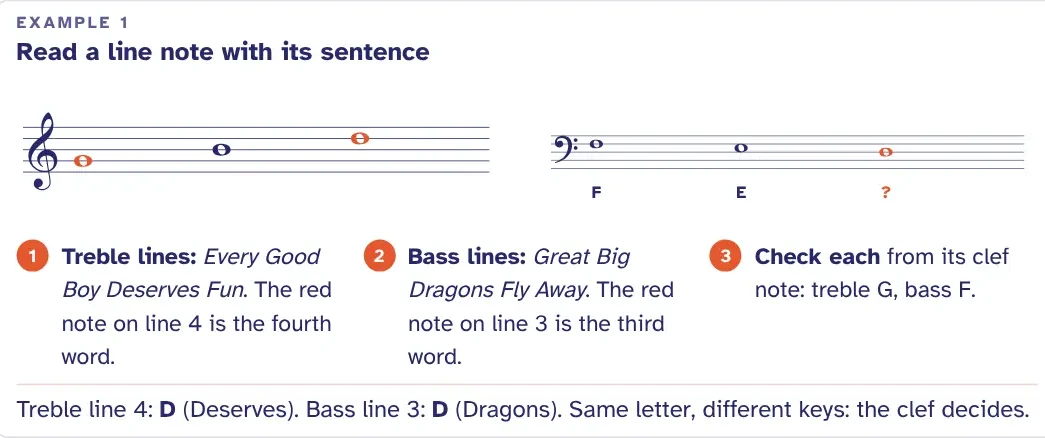 EXAMPLE 1
Read a line note with its sentence
F E ?
1 Treble lines: Every Good
Boy Deserves Fun. The red
note on line 4 is the fourth
word.
2 Bass lines: Great Big
Dragons Fly Away. The red
note on line 3 is the third
word.
3 Check each from its clef
note: treble G, bass F.
Treble line 4: D (Deserves). Bass line 3: D (Dragons). Same letter, different keys: the clef decides.